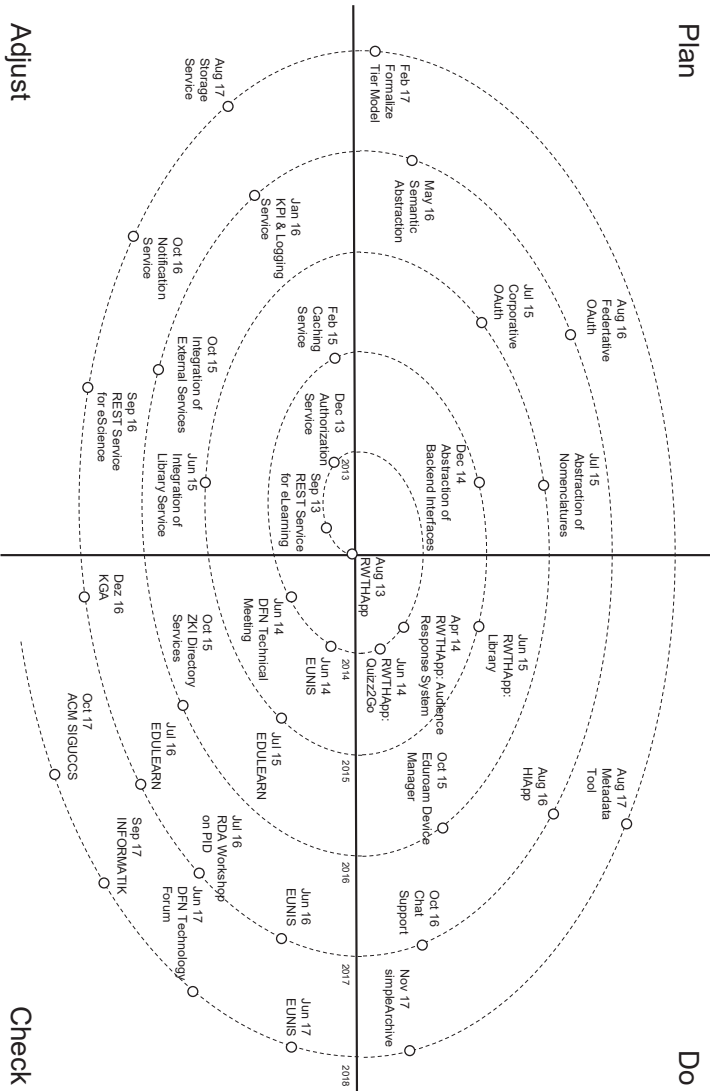 Plan
Do
Aug 16
Federtative
OAuth
Jul 15
Abstraction of
Nomenclatures
Aug 17
Metadata
Tool
Jul 15
Corporative
OAuth
Jun 15
RWTHApp:
Library
Aug 16
HIApp
Dec 14
Abstraction of
Backend Interfaces
Apr 14
RWTHApp: Audience
Response System
Oct 15
Eduroam Device
Manager
Oct 16
Chat
Support
May 16
Semantic
Abstraction
Feb 17
Formalize
Tier Model
Aug 13
RWTHApp
Jun 14
RWTHApp:
Quizz2Go
Nov 17
simpleArchive
2013
2014
2015
2016
2017
2018
Feb 15
Caching
Service
Dec 13
Authorization
Service
Sep 13
REST Service
for eLearning
Jun 14
EUNIS
Jan 16
KPI & Logging
Service
Jun 14
DFN Technical
Meeting
Jul 15
EDULEARN
Jun 16
EUNIS
Jun 17
EUNIS
Aug 17
Storage
Service
Oct 16
Notification
Service
Oct 15
Integration of
External Services
Jun 15
Integration of
Library Service
Oct 15
ZKI Directory
Services
Jul 16
EDULEARN
Jul 16
RDA Workshop
on PID
Jun 17
DFN Technology
Forum
Sep 16
REST Service
for eScience
Dez 16
KGA
Oct 17
ACM SIGUCCS
Sep 17
INFORMATIK
Adjust
Check